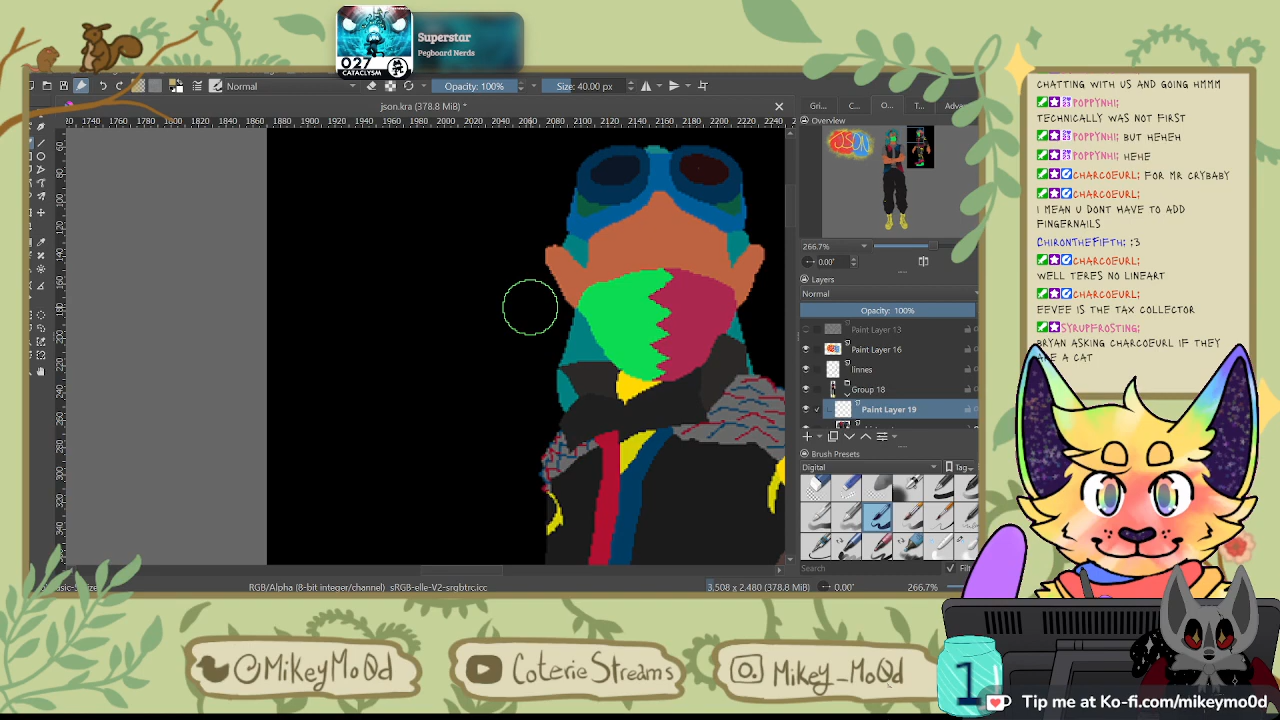 Superstar
Pegboard Nerds
027
CATACLYSM
Normal
Opacity: 100%
Size: 40.00 px
json.kra (378.8 MiB) *
1740 1760 1780 1800 1820 1840 1860 1880 1900 1920 1940 1960 1980 2000 2020 2040 2060 2080 2100 2120 2140 2160 2180 2200 2220 2240
Gri...
C...
O...
T...
Adva
Overview
JSON
266.7%
0.00°
Layers
Normal
Opacity: 100%
Paint Layer 13
Paint Layer 16
linnes
Group 18
Paint Layer 19
Brush Presets
Digital
Tag
Search
Filt
RGB/Alpha (8-bit integer/channel) sRGB-elle-V2-srgbtrc.icc
3,508 x 2,480 (378.8 MiB)
0.00°
266.7%
CHATTING WITH US AND GOING HMMM
POPPYNHI:
TECHNICALLY WAS NOT FIRST
POPPYNHI: BUT HEHEH
POPPYNHI: HEHE
CHARCOEURL: FOR MR CRYBABY
CHARCOEURL:
I MEAN U DONT HAVE TO ADD
FINGERNAILS
CHIRONTHEFIFTH: :3
CHARCOEURL:
WELL TERES NO LINEART
CHARCOEURL:
EEVEE IS THE TAX COLLECTOR
SYRUPFROSTING:
BRYAN ASKING CHARCOEURL IF THEY
ARE A CAT
@MikeyMo0d
CoterieStreams
Mikey_Mo0d
1
Tip me at Ko-fi.com/mikeymo0d